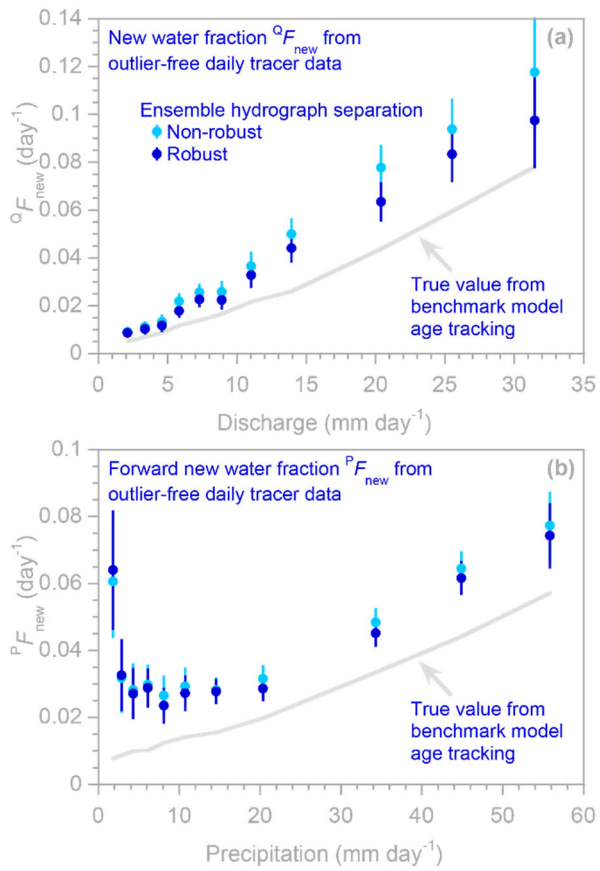 New water fraction QFnew from
outlier-free daily tracer data
(a)
Ensemble hydrograph separation
Non-robust
Robust
True value from
benchmark model
age tracking
QFnew (day-1)
0.14
0.12
0.1
0.08
0.06
0.04
0.02
0
0 5 10 15 20 25 30 35
Discharge (mm day-1)
Forward new water fraction PFnew from
outlier-free daily tracer data
(b)
True value from
benchmark model
age tracking
PFnew (day-1)
0.1
0.08
0.06
0.04
0.02
0
0 10 20 30 40 50 60
Precipitation (mm day-1)